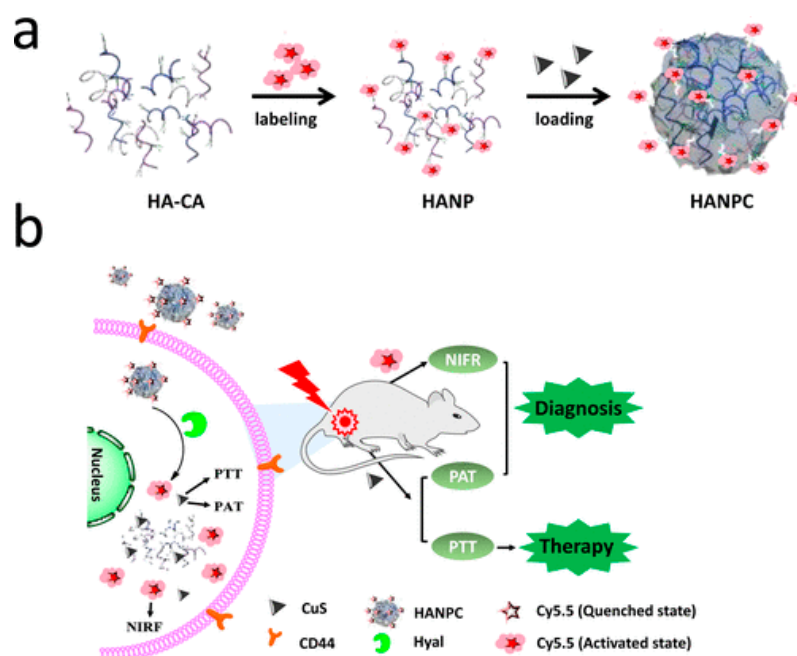 a
labeling
loading
HA-CA
HANP
HANPC
b
NIFR
Diagnosis
Nucleus
PTT
PAT
PAT
PTT
Therapy
NIRF
CuS
HANPC
Cy5.5 (Quenched state)
CD44
Hyal
Cy5.5 (Activated state)